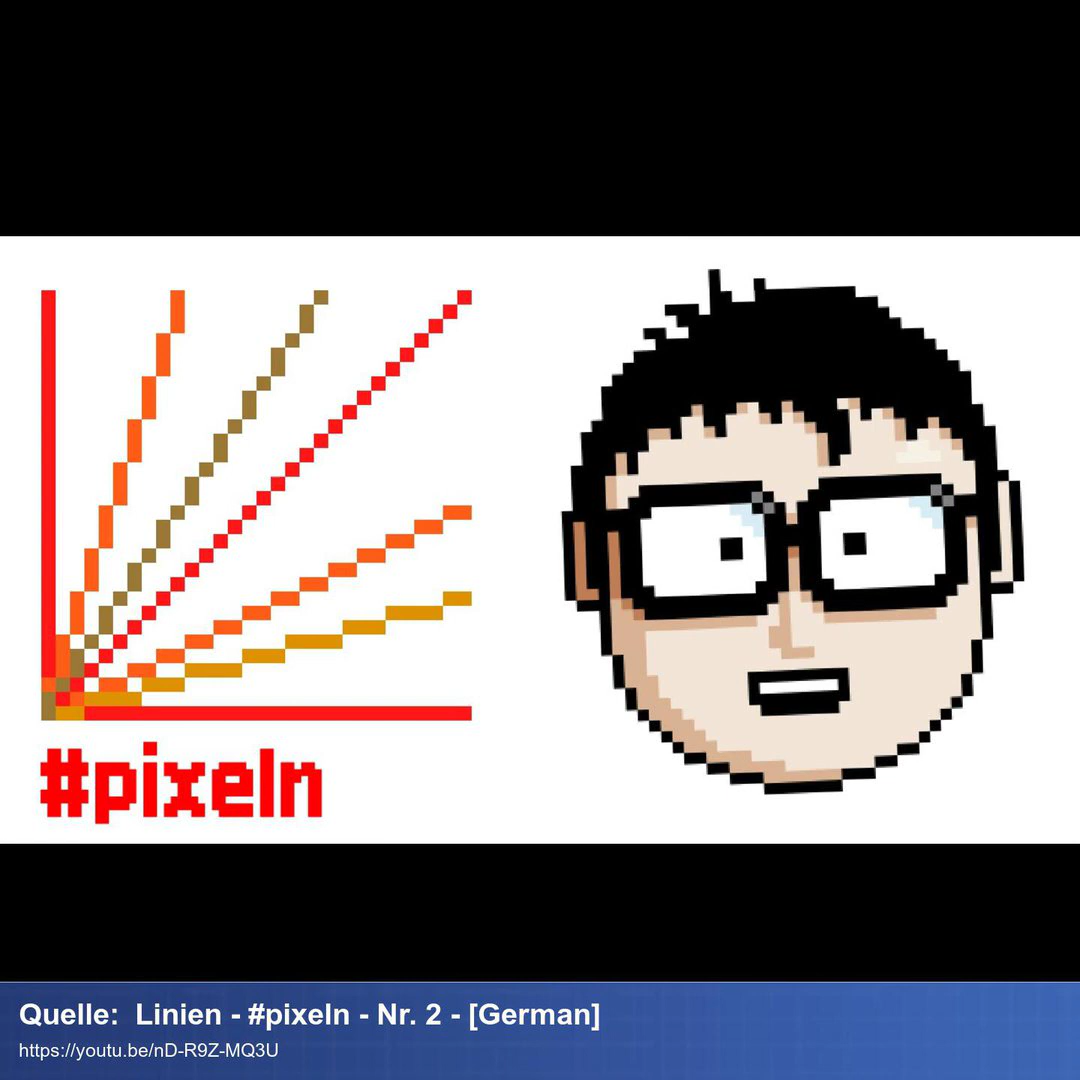 #pixeln
Quelle:  Linien - #pixeln - Nr. 2 - [German]
https://youtu.be/nD-R9Z-MQ3U